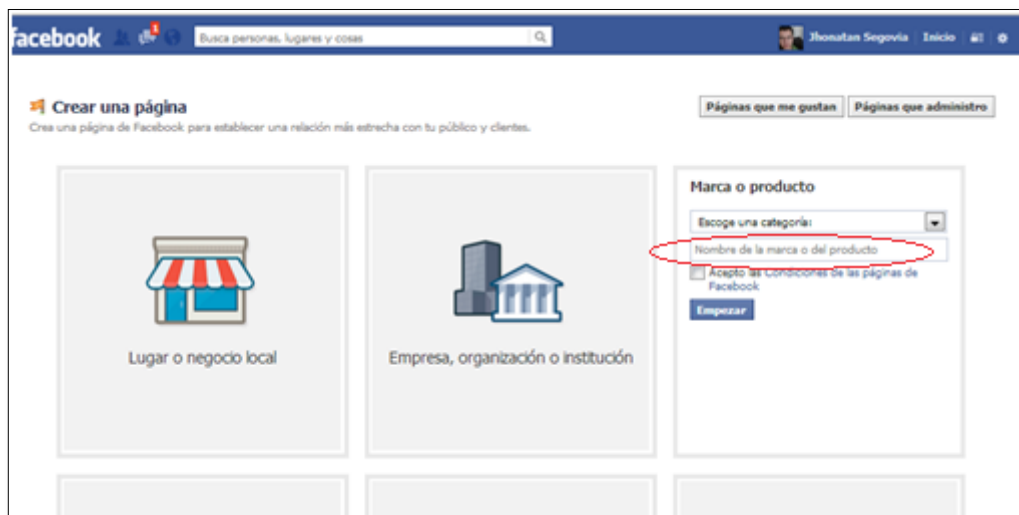 facebook
1
Busca personas, lugares y cosas
Jhonatan Segovia Inicio
Crear una página
Páginas que me gustan Páginas que administro
Crea una página de Facebook para establecer una relación más estrecha con tu público y clientes.
Marca o producto
Escoge una categoría:
Nombre de la marca o del producto
Acepto las Condiciones de las páginas de
Facebook
Empezar
Lugar o negocio local
Empresa, organización o institución